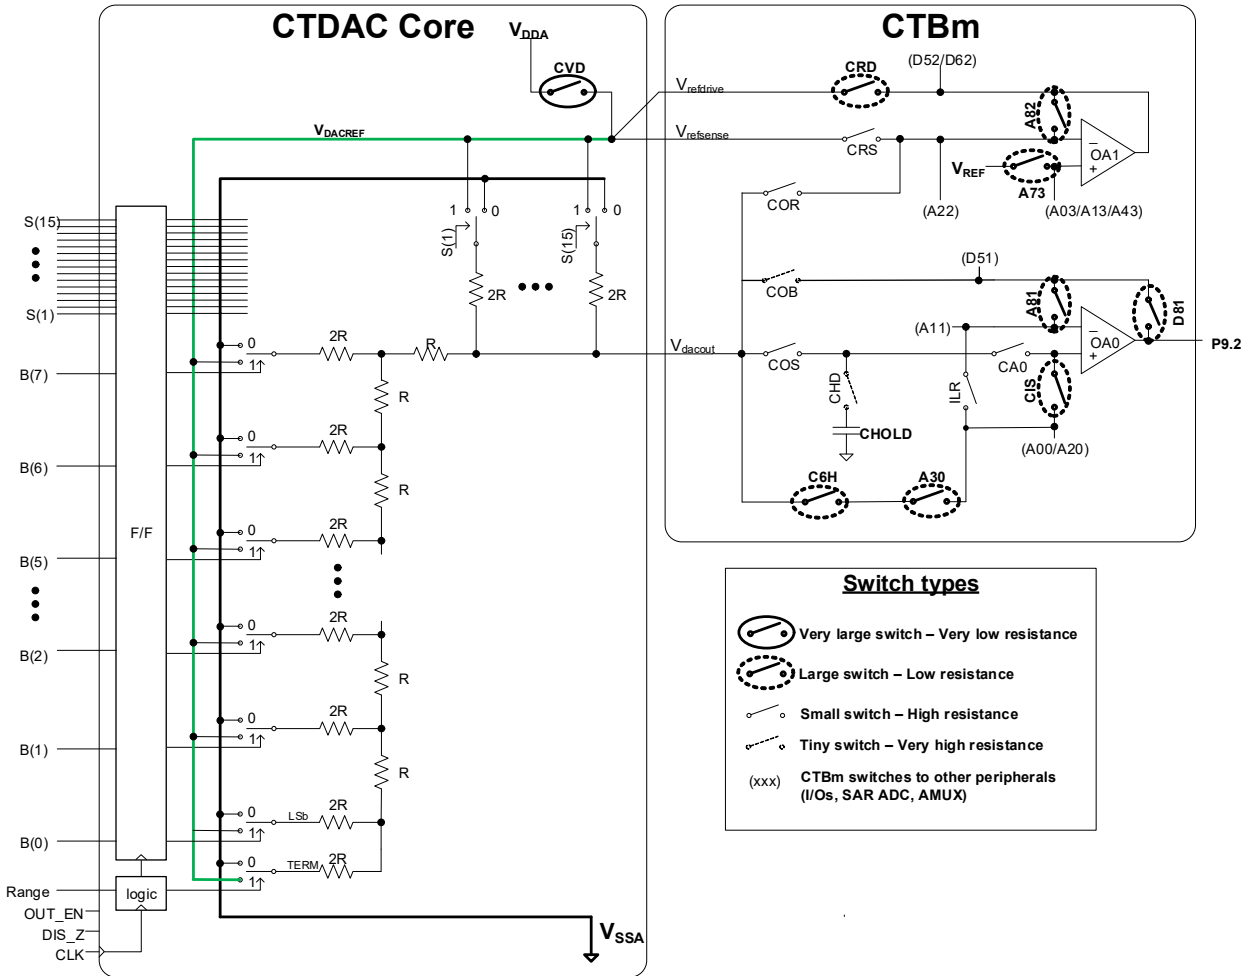 CTDAC Core
CTBm
VDDA
CVD
VDACREF
Vrefdrive
Vrefsense
CRD
(D52/D62)
A82
CRS
OA1
VREF
A73
COR
(A22)
(A03/A13/A43)
S(15)
S(1)
1
0
S(1)
2R
1
0
S(15)
2R
(D51)
COB
A81
D81
(A11)
OA0
P9.2
Vdacout
COS
CA0
CHD
ILR
CIS
CHOLD
(A00/A20)
C6H
A30
F/F
B(7)
0
1
2R
R
R
B(6)
0
1
2R
R
B(5)
0
1
2R
B(2)
0
1
2R
R
B(1)
0
1
2R
R
B(0)
0
1
LSb
2R
0
1
TERM
2R
Range
logic
OUT_EN
DIS_Z
CLK
VSSA
Switch types
Very large switch – Very low resistance
Large switch – Low resistance
Small switch – High resistance
Tiny switch – Very high resistance
(xxx)
CTBm switches to other peripherals
(I/Os, SAR ADC, AMUX)